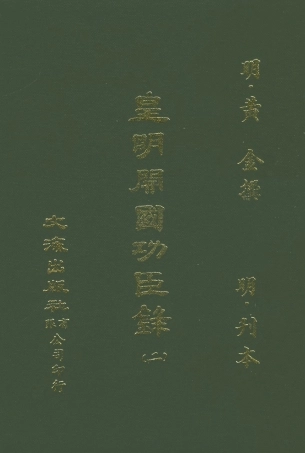 明·黃 金撰 明·刊本
皇明開國功臣錄(二)
文海出版社有限公司印行